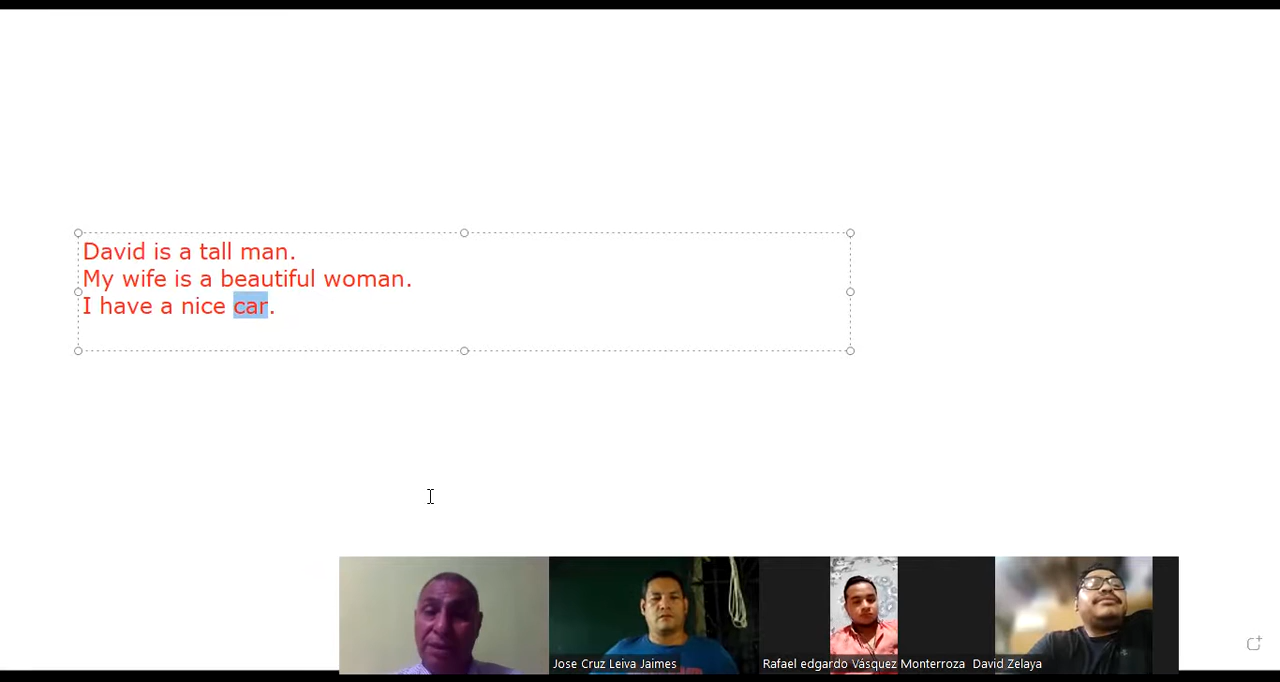 David is a tall man.
My wife is a beautiful woman.
I have a nice car.
Jose Cruz Leiva Jaimes
Rafael edgardo Vásquez Monterroza
David Zelaya